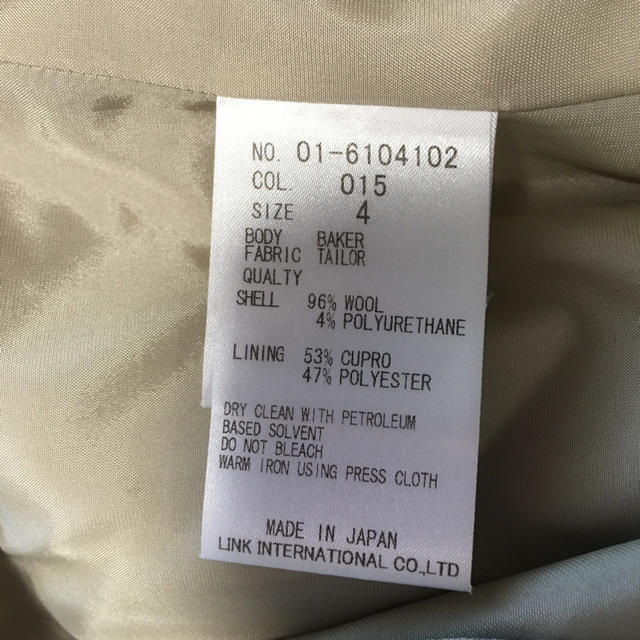 NO. 01-6104102
COL. 015
SIZE 4
BODY BAKER
FABRIC TAILOR
QUALTY
SHELL 96% WOOL
4% POLYURETHANE
LINING 53% CUPRO
47% POLYESTER
DRY CLEAN WITH PETROLEUM
BASED SOLVENT
DO NOT BLEACH
WARM IRON USING PRESS CLOTH
MADE IN JAPAN
LINK INTERNATIONAL CO.,LTD